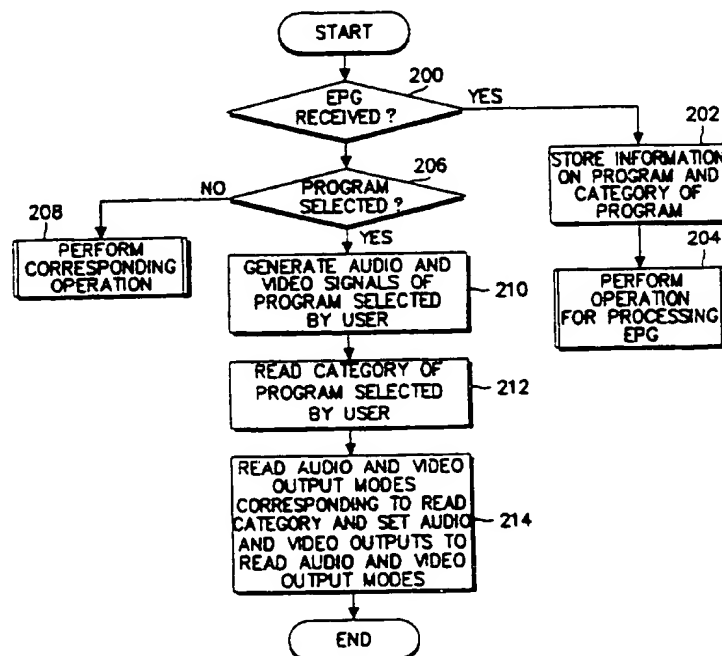 START
200
EPG
RECEIVED ?
YES
202
STORE INFORMATION
ON PROGRAM AND
CATEGORY OF
PROGRAM
204
PERFORM
OPERATION
FOR PROCESSING
EPG
206
PROGRAM
SELECTED ?
NO
208
PERFORM
CORRESPONDING
OPERATION
YES
GENERATE AUDIO AND
VIDEO SIGNALS OF
PROGRAM SELECTED
BY USER
210
READ CATEGORY OF
PROGRAM SELECTED
BY USER
212
READ AUDIO AND VIDEO
OUTPUT MODES
CORRESPONDING TO READ
CATEGORY AND SET AUDIO
AND VIDEO OUTPUTS TO
READ AUDIO AND VIDEO
OUTPUT MODES
214
END